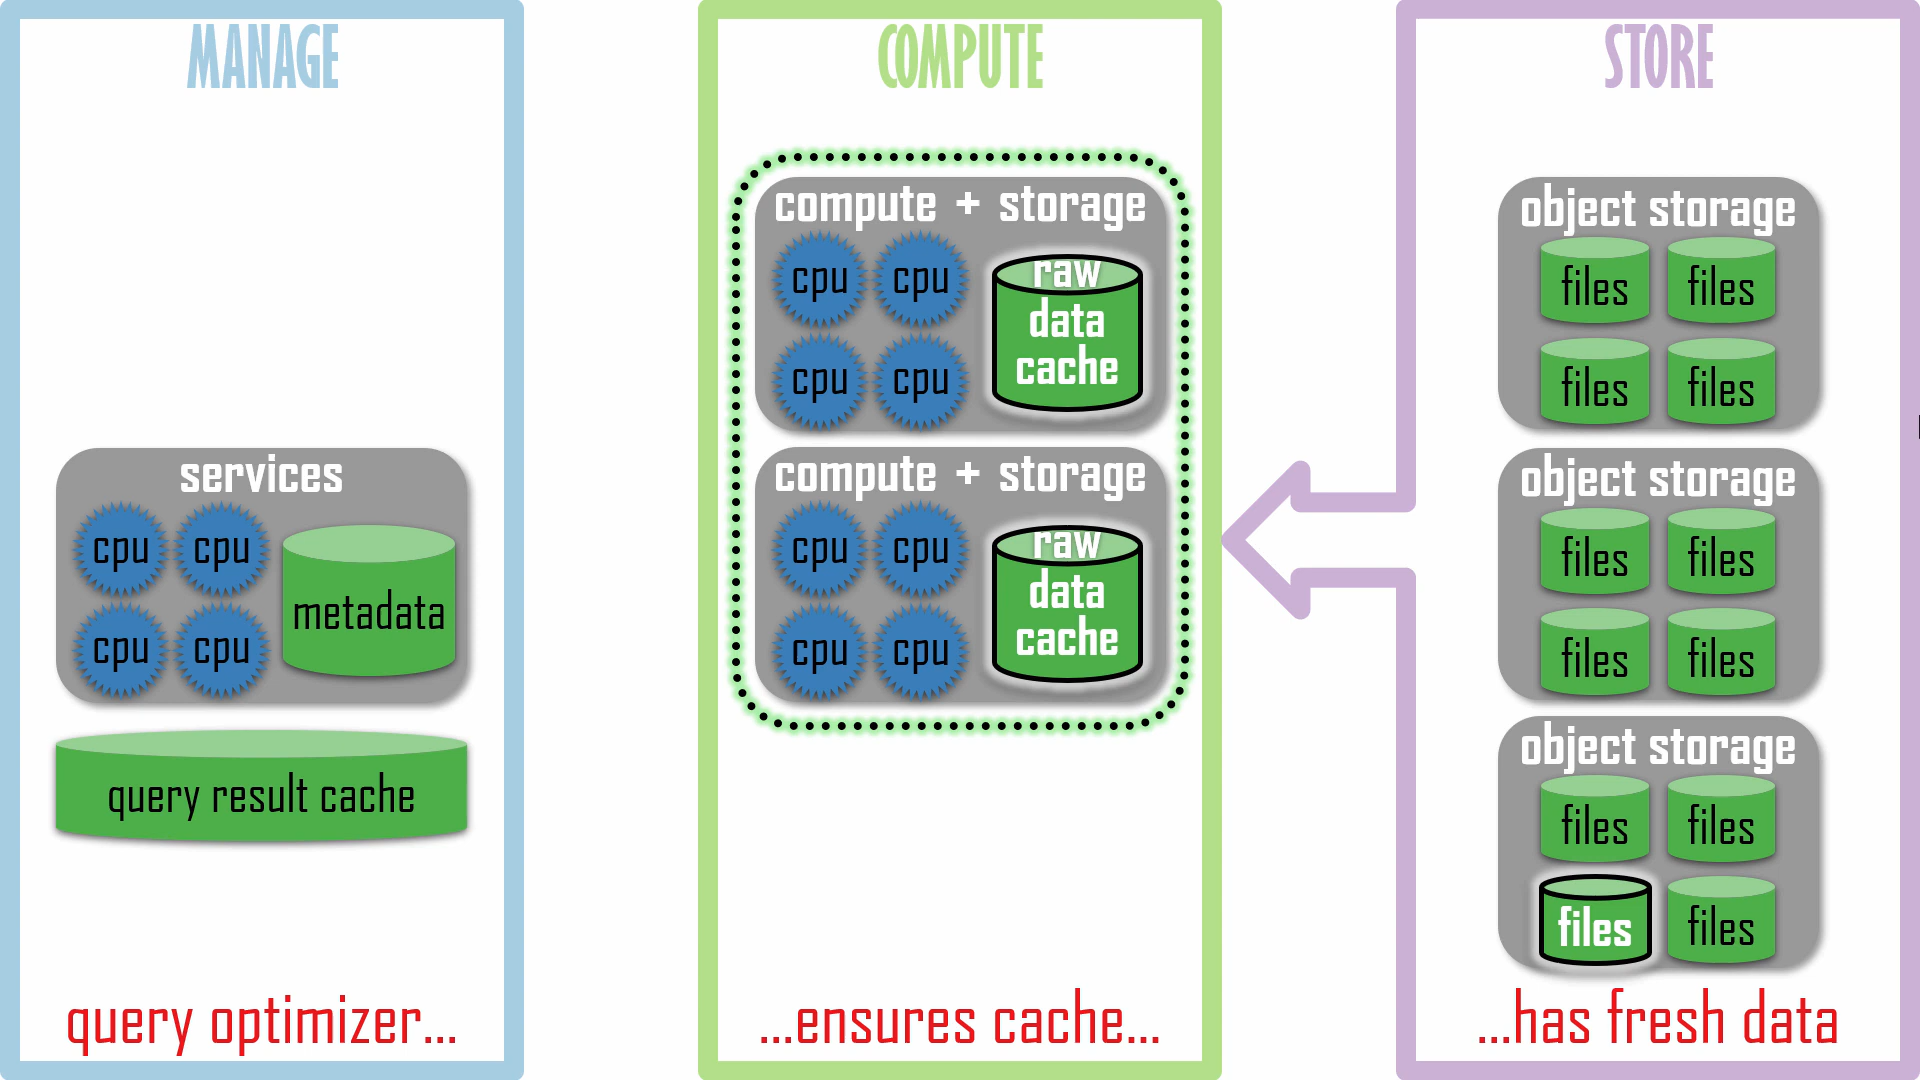 MANAGE
services
cpu cpu
metadata
cpu cpu
query result cache
query optimizer...
COMPUTE
compute + storage
cpu cpu
cpu cpu
raw
data
cache
compute + storage
cpu cpu
cpu cpu
raw
data
cache
...ensures cache...
STORE
object storage
files files
files files
object storage
files files
files files
object storage
files files
files files
...has fresh data